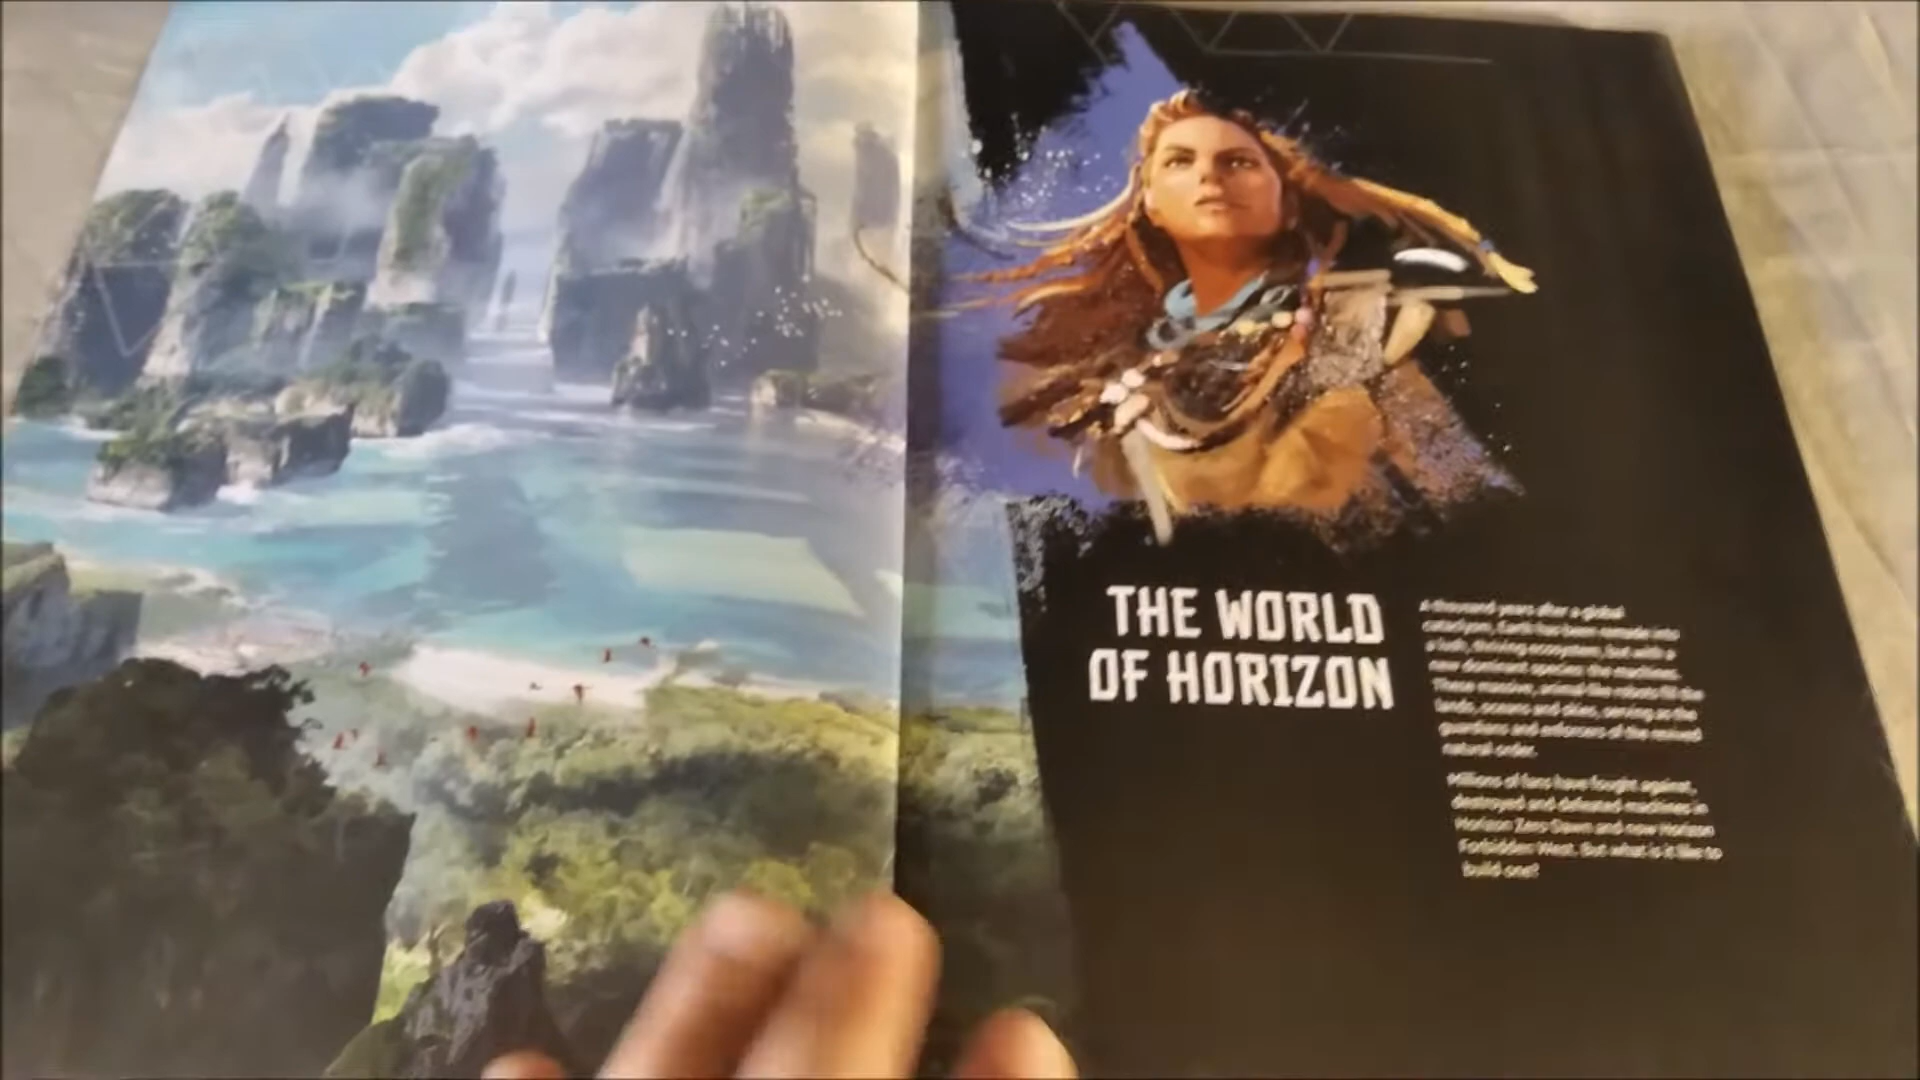 THE WORLD
OF HORIZON
A thousand years after a global
cataclysm, Earth has been remade into
a lush, thriving ecosystem, but with a
new dominant species: the machines.
These massive, animal-like robots fill the
lands, oceans and skies, serving as the
guardians and enforcers of the revised
natural order.
Millions of fans have fought against,
destroyed and defeated machines in
Horizon Zero Dawn and now Horizon
Forbidden West. But what is it like to
build one?